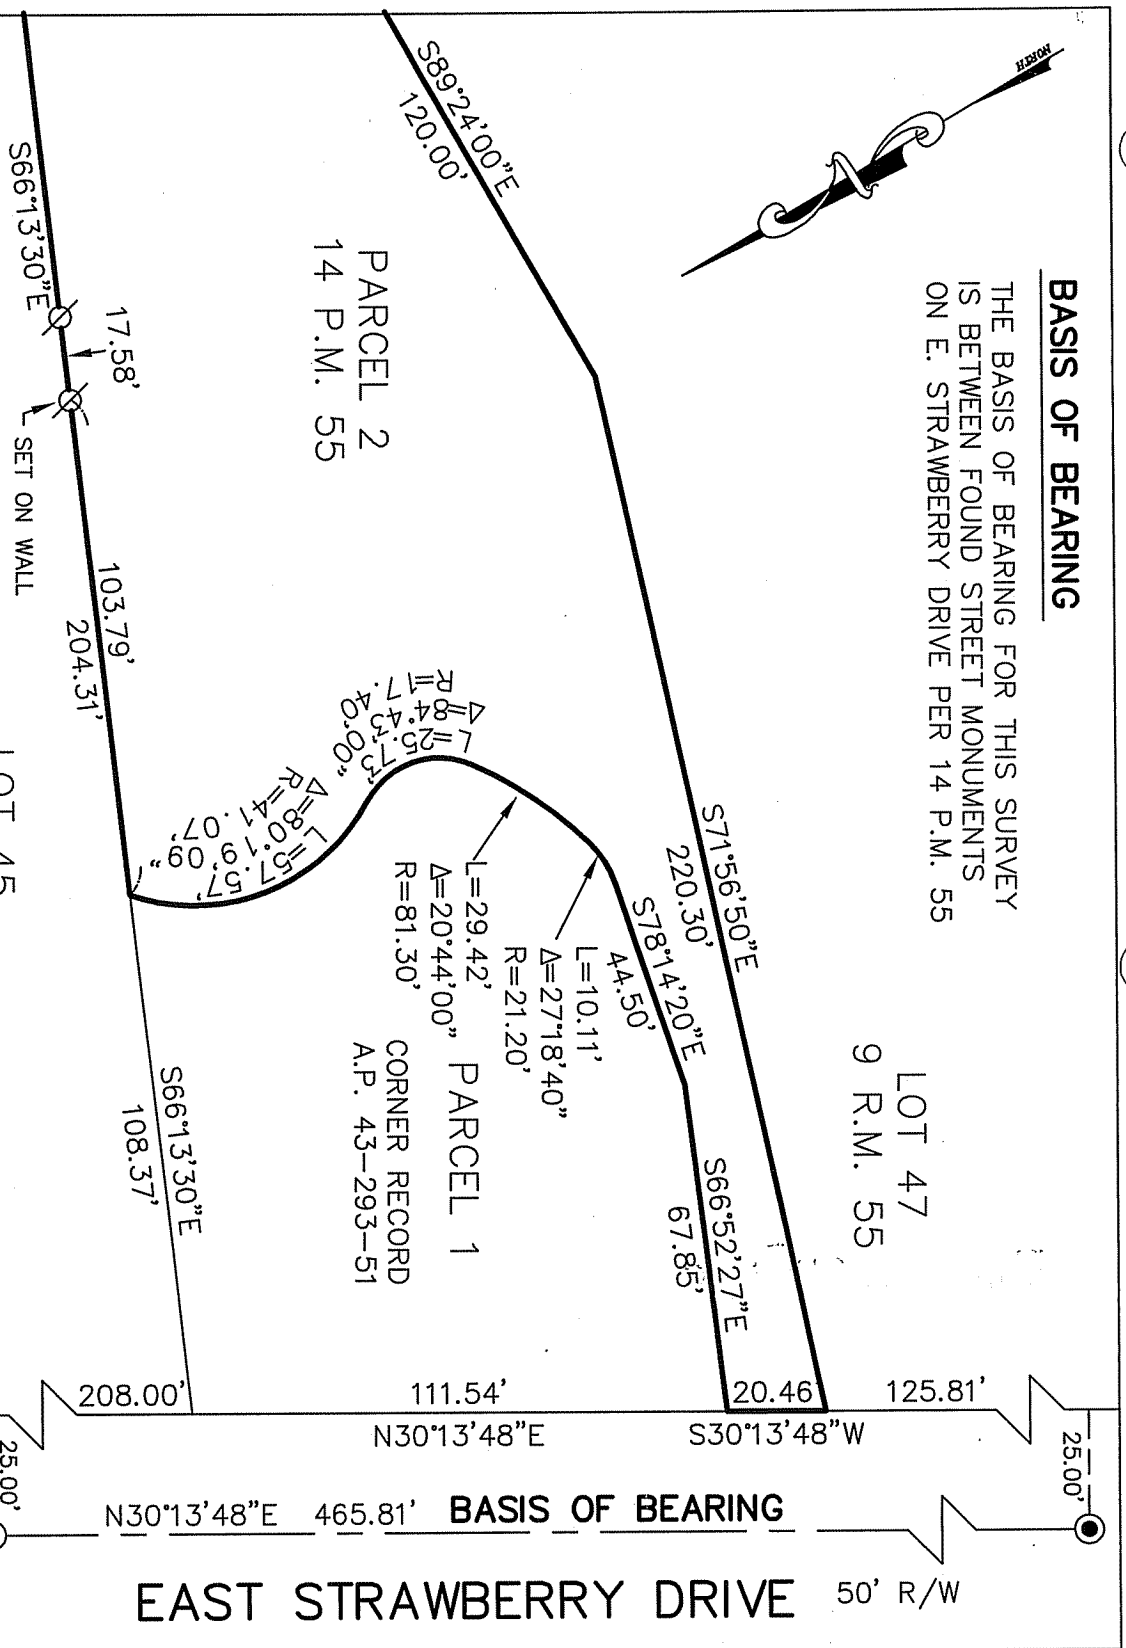 NORTH
BASIS OF BEARING
THE BASIS OF BEARING FOR THIS SURVEY
IS BETWEEN FOUND STREET MONUMENTS
ON E. STRAWBERRY DRIVE PER 14 P.M. 55
S89°24'00"E
120.00'
PARCEL 2
14 P.M. 55
S66°13'30"E
17.58'
SET ON WALL
103.79'
204.31'
LOT 45
R=17.40'
Δ=84°43'00"
L=25.73'
R=41.07'
Δ=80°19'09"
L=57.57'
L=29.42'
Δ=20°44'00"
R=81.30'
L=10.11'
Δ=27°18'40"
R=21.20'
S71°56'50"E
220.30'
S78°14'20"E
44.50'
S66°52'27"E
67.85'
LOT 47
9 R.M. 55
PARCEL 1
CORNER RECORD
A.P. 43-293-51
S66°13'30"E
108.37'
208.00'
111.54'
20.46'
125.81'
N30°13'48"E
S30°13'48"W
25.00'
25.00'
N30°13'48"E 465.81' BASIS OF BEARING
EAST STRAWBERRY DRIVE 50' R/W